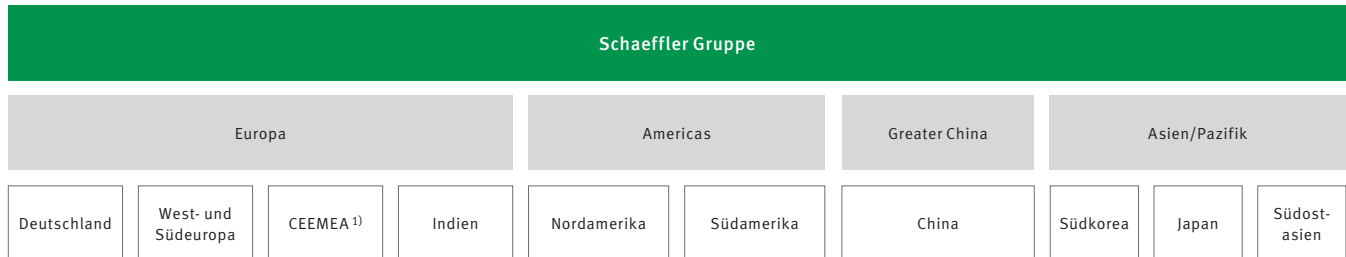 Schaeffler Gruppe
Europa
Americas
Greater China
Asien/Pazifik
Deutschland
West- und
Südeuropa
CEEMEA 1)
Indien
Nordamerika
Südamerika
China
Südkorea
Japan
Südost-
asien